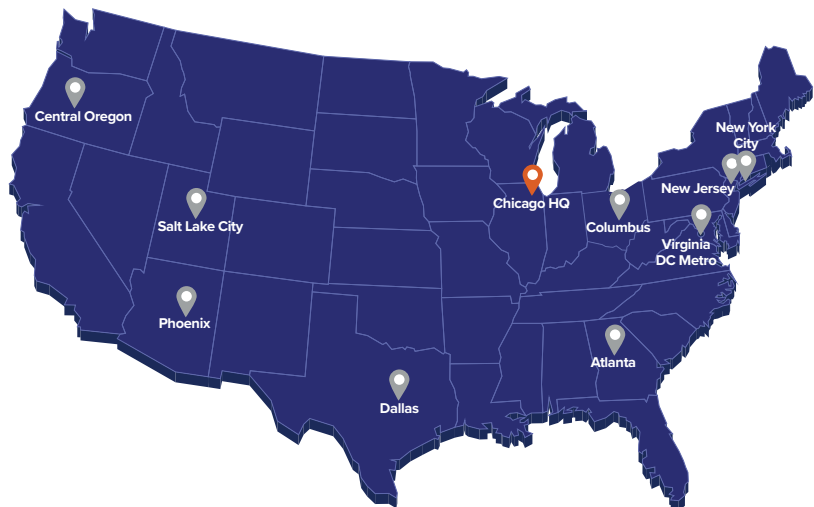 Central Oregon
New York
City
New Jersey
Chicago HQ
Salt Lake City
Columbus
Virginia
DC Metro
Phoenix
Atlanta
Dallas